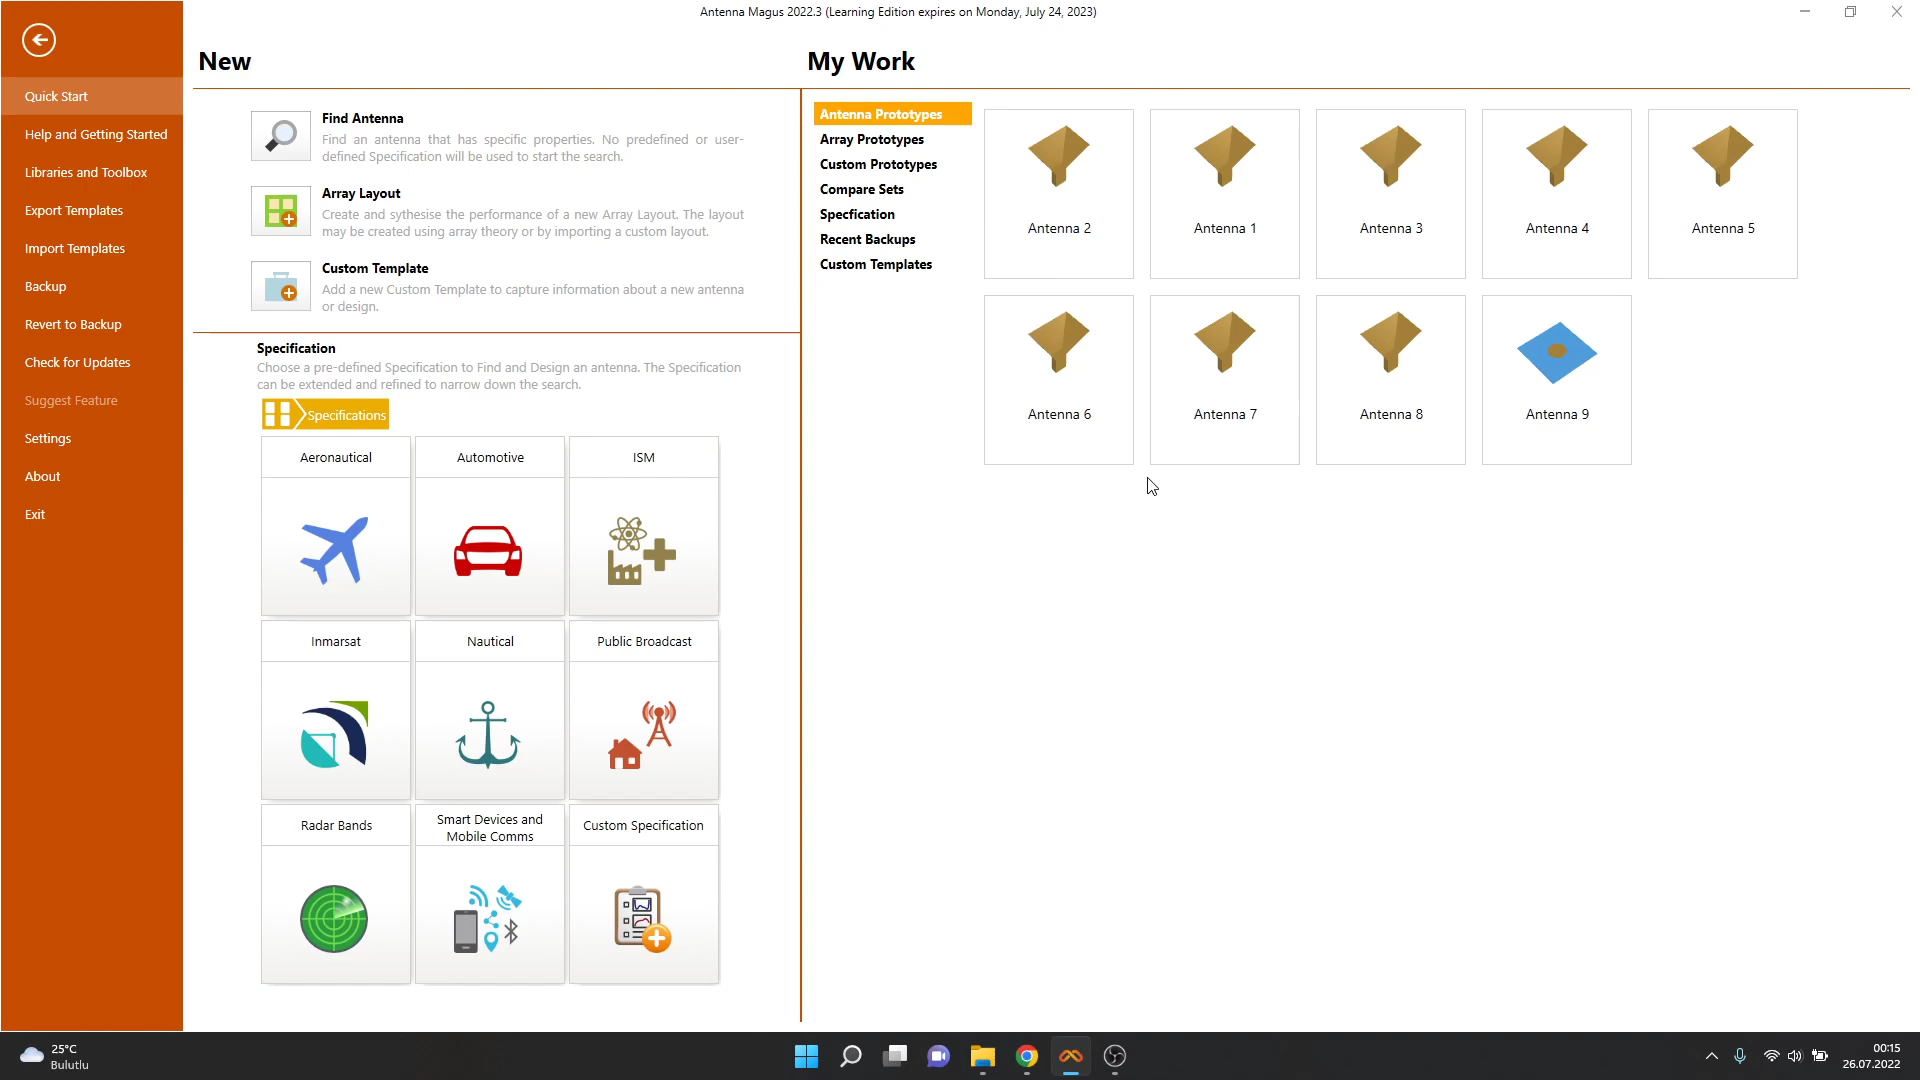 Antenna Magus 2022.3 (Learning Edition expires on Monday, July 24, 2023)
Quick Start
Help and Getting Started
Libraries and Toolbox
Export Templates
Import Templates
Backup
Revert to Backup
Check for Updates
Suggest Feature
Settings
About
Exit
New
Find Antenna
Find an antenna that has specific properties. No predefined or user-
defined Specification will be used to start the search.
Array Layout
Create and sythesise the performance of a new Array Layout. The layout
may be created using array theory or by importing a custom layout.
Custom Template
Add a new Custom Template to capture information about a new antenna
or design.
Specification
Choose a pre-defined Specification to Find and Design an antenna. The Specification
can be extended and refined to narrow down the search.
Specifications
Aeronautical
Automotive
ISM
Inmarsat
Nautical
Public Broadcast
Radar Bands
Smart Devices and
Mobile Comms
Custom Specification
My Work
Antenna Prototypes
Array Prototypes
Custom Prototypes
Compare Sets
Specfication
Recent Backups
Custom Templates
Antenna 2
Antenna 1
Antenna 3
Antenna 4
Antenna 5
Antenna 6
Antenna 7
Antenna 8
Antenna 9
25°C
Bulutlu
00:15
26.07.2022